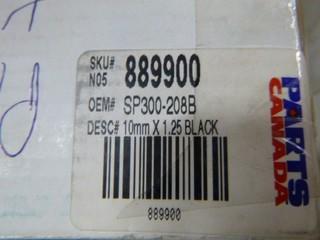 SKU# 889900
N05
OEM# SP300-208B
DESC# 10mm X 1.25 BLACK
889900
PARTS
CANADA